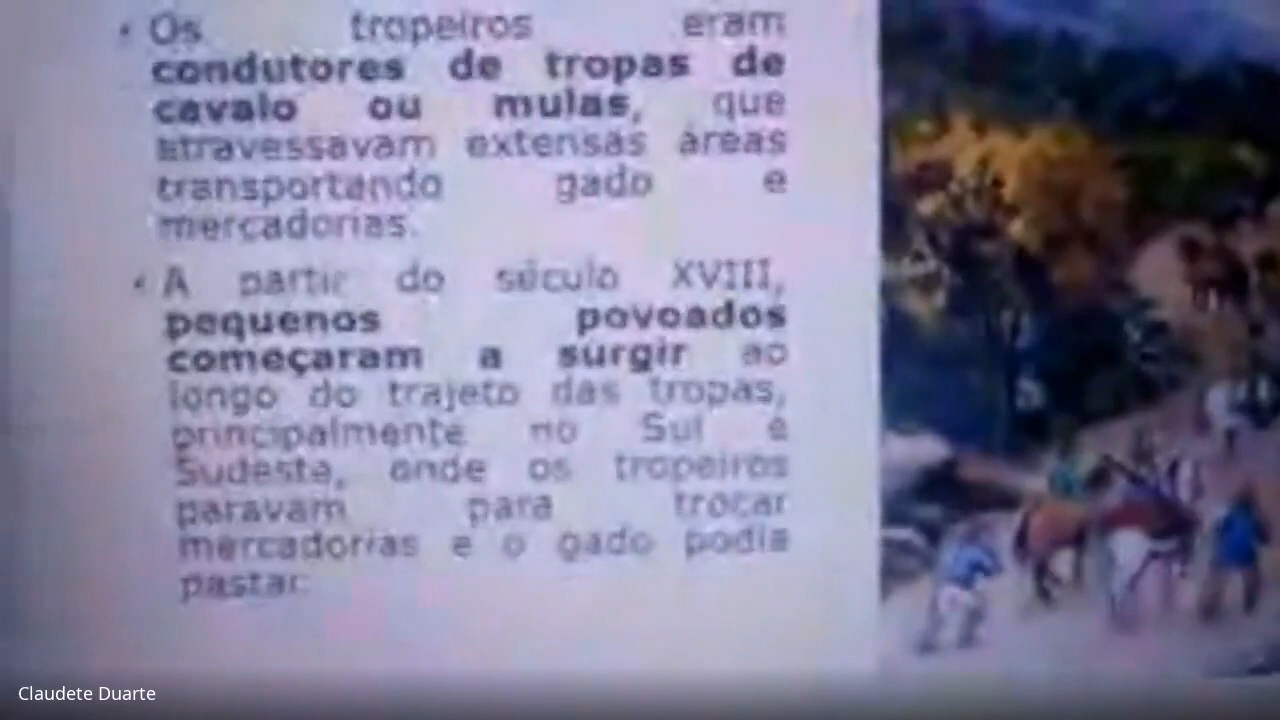 • Os tropeiros eram
condutores de tropas de
cavalo ou mulas, que
atravessavam extensas áreas
transportando gado e
mercadorias.
• A partir do século XVIII,
pequenos povoados
começaram a surgir ao
longo do trajeto das tropas,
principalmente no Sul e
Sudeste, onde os tropeiros
paravam para trocar
mercadorias e o gado podia
pastar.
Claudete Duarte